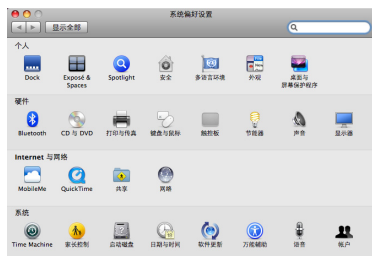 系统偏好设置
显示全部
个人
Dock
Exposé & Spaces
Spotlight
安全
多语言环境
外观
桌面与屏幕保护程序
硬件
Bluetooth
CD 与 DVD
打印与传真
键盘与鼠标
触控板
节能器
声音
显示器
Internet 与网络
MobileMe
QuickTime
共享
网络
系统
Time Machine
家长控制
启动磁盘
日期与时间
软件更新
万能辅助
语音
帐户